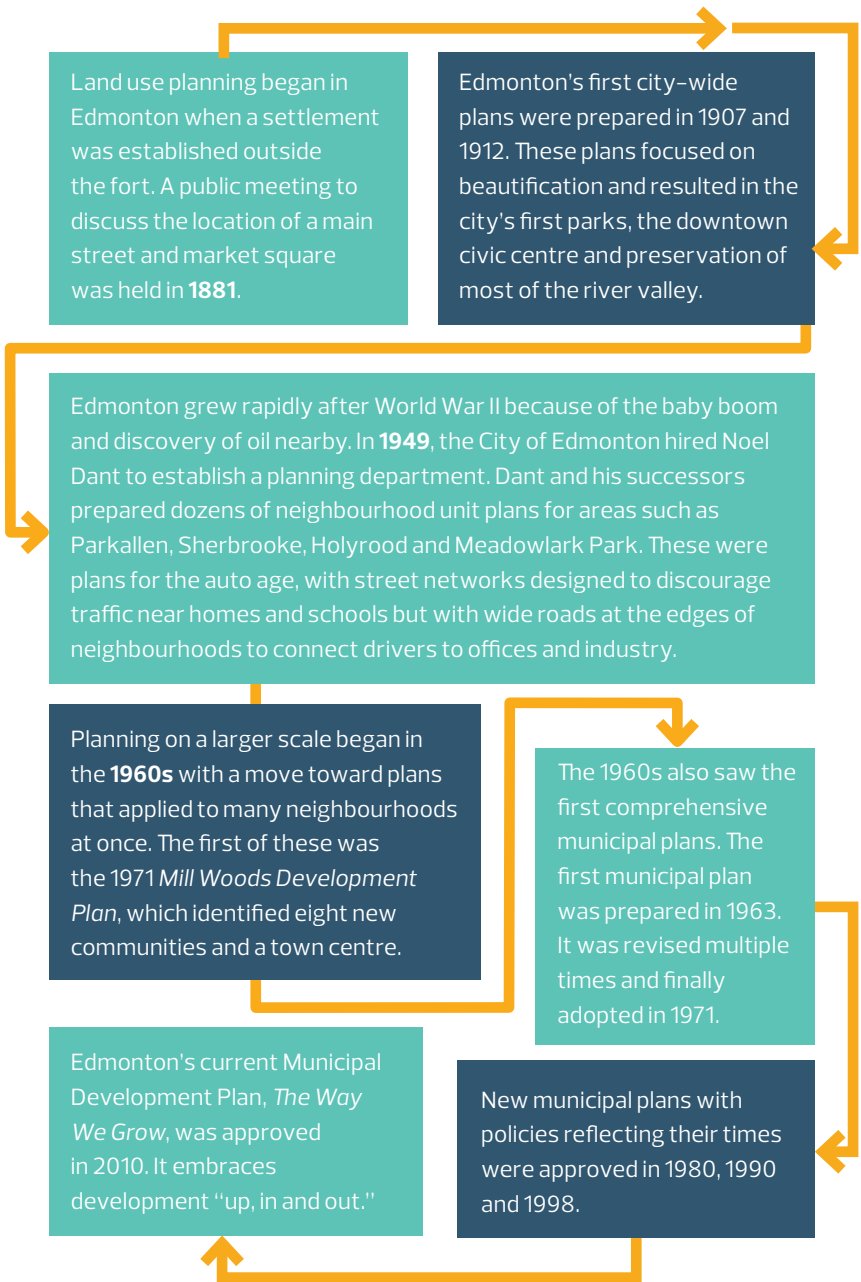 Land use planning began in
Edmonton when a settlement
was established outside
the fort. A public meeting to
discuss the location of a main
street and market square
was held in 1881.
Edmonton’s first city-wide
plans were prepared in 1907 and
1912. These plans focused on
beautification and resulted in the
city’s first parks, the downtown
civic centre and preservation of
most of the river valley.
Edmonton grew rapidly after World War II because of the baby boom
and discovery of oil nearby. In 1949, the City of Edmonton hired Noel
Dant to establish a planning department. Dant and his successors
prepared dozens of neighbourhood unit plans for areas such as
Parkallen, Sherbrooke, Holyrood and Meadowlark Park. These were
plans for the auto age, with street networks designed to discourage
traffic near homes and schools but with wide roads at the edges of
neighbourhoods to connect drivers to offices and industry.
Planning on a larger scale began in
the 1960s with a move toward plans
that applied to many neighbourhoods
at once. The first of these was
the 1971 Mill Woods Development
Plan, which identified eight new
communities and a town centre.
The 1960s also saw the
first comprehensive
municipal plans. The
first municipal plan
was prepared in 1963.
It was revised multiple
times and finally
adopted in 1971.
New municipal plans with
policies reflecting their times
were approved in 1980, 1990
and 1998.
Edmonton’s current Municipal
Development Plan, The Way
We Grow, was approved
in 2010. It embraces
development “up, in and out.”